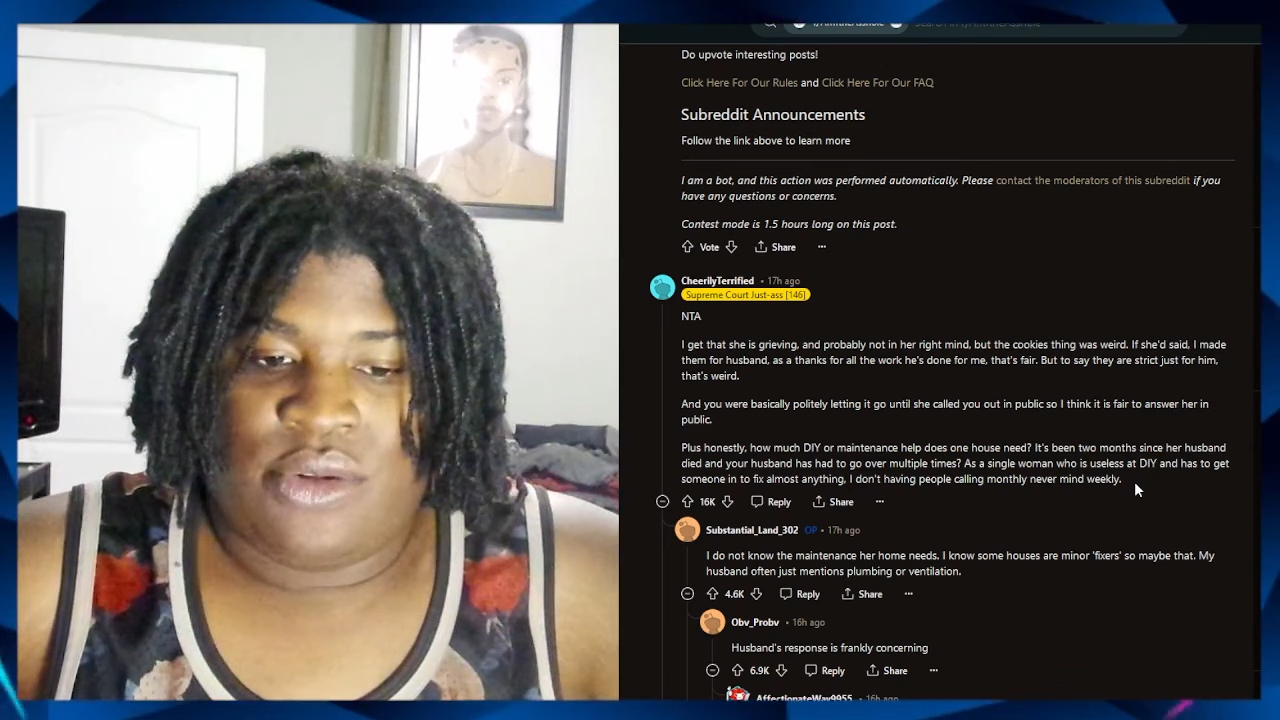 Do upvote interesting posts!
Click Here For Our Rules and Click Here For Our FAQ
Subreddit Announcements
Follow the link above to learn more
I am a bot, and this action was performed automatically. Please contact the moderators of this subreddit if you
have any questions or concerns.
Contest mode is 1.5 hours long on this post.
Vote Share
CheerilyTerrified • 17h ago
Supreme Court Just-ass [146]
NTA
I get that she is grieving, and probably not in her right mind, but the cookies thing was weird. If she'd said, I made
them for husband, as a thanks for all the work he's done for me, that's fair. But to say they are strict just for him,
that's weird.
And you were basically politely letting it go until she called you out in public so I think it is fair to answer her in
public.
Plus honestly, how much DIY or maintenance help does one house need? It's been two months since her husband
died and your husband has had to go over multiple times? As a single woman who is useless at DIY and has to get
someone in to fix almost anything, I don't having people calling monthly never mind weekly.
16K Reply Share
Substantial_Land_302 OP • 17h ago
I do not know the maintenance her home needs. I know some houses are minor 'fixers' so maybe that. My
husband often just mentions plumbing or ventilation.
4.6K Reply Share
Obv_Probv • 16h ago
Husband's response is frankly concerning
6.9K Reply Share
AffectionateWay9955 • 16h ago